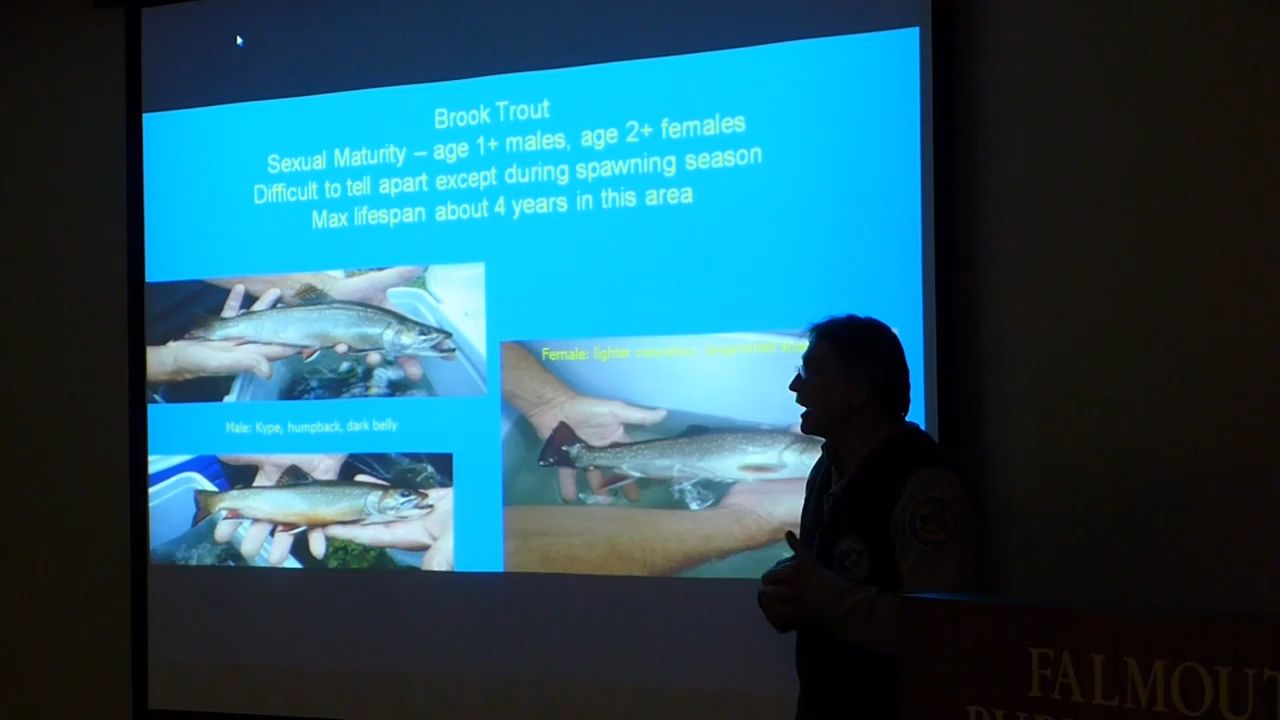 Brook Trout
Sexual Maturity – age 1+ males, age 2+ females
Difficult to tell apart except during spawning season
Max lifespan about 4 years in this area
Female: lighter coloration, streamlined
Male: Kype, humpback, dark belly
FALMOUT